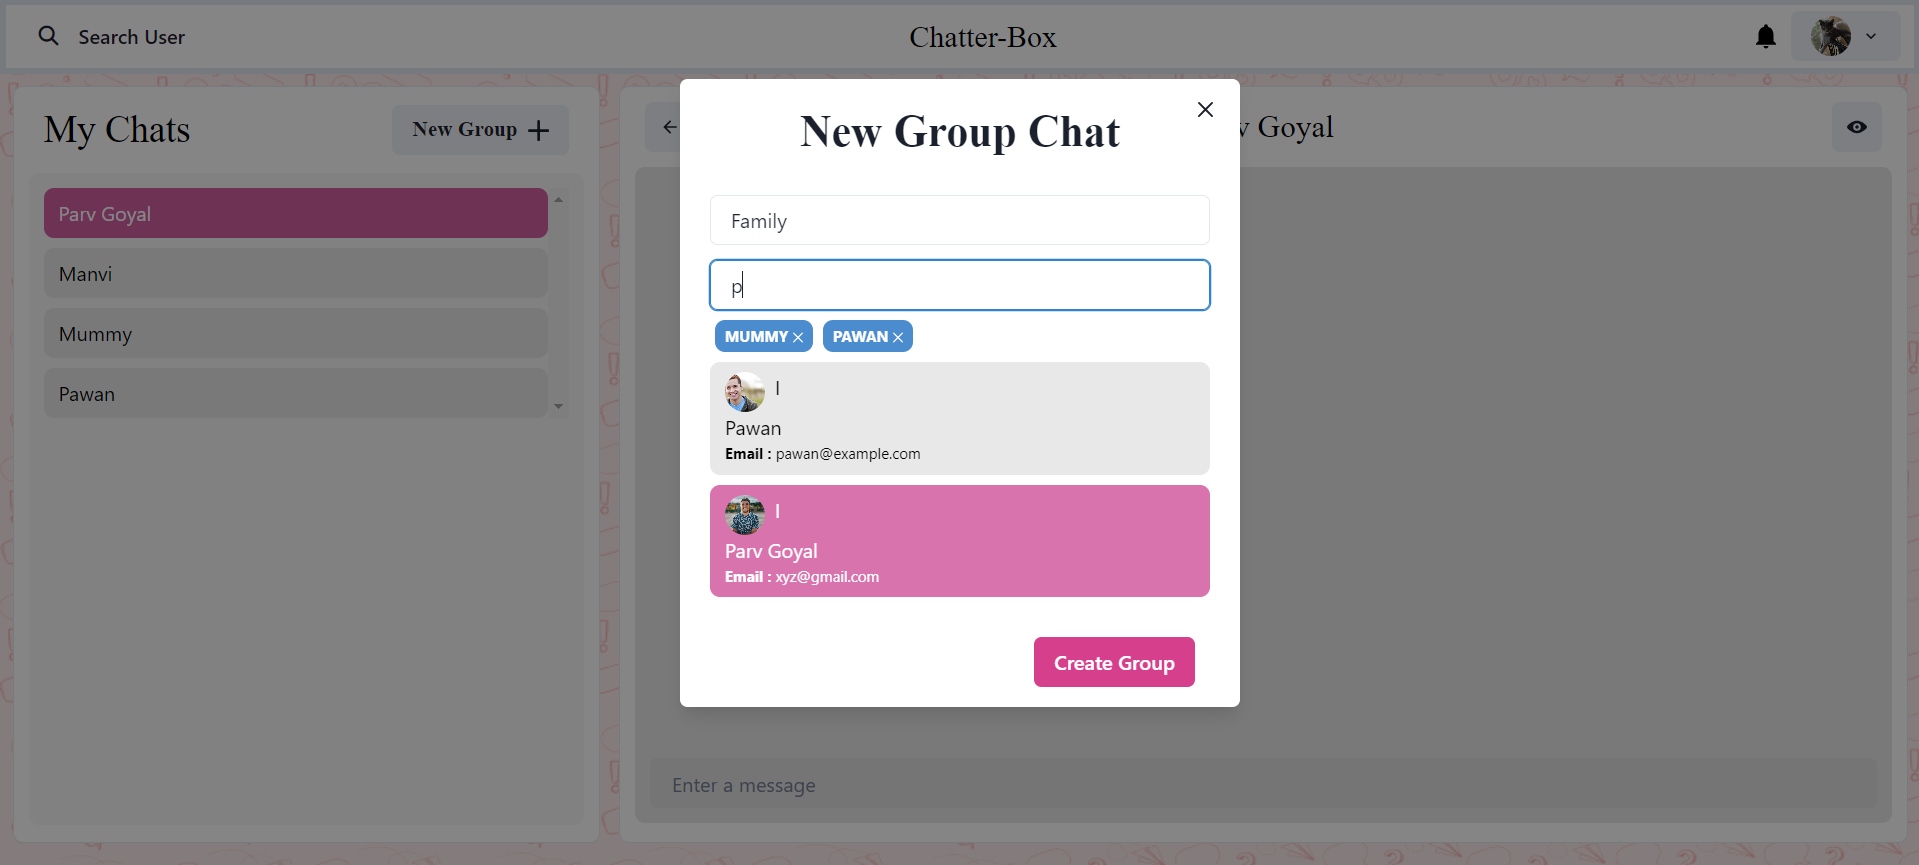 Search User
Chatter-Box
My Chats
New Group
Parv Goyal
Manvi
Mummy
Pawan
v Goyal
Enter a message
New Group Chat
Family
p
MUMMY
PAWAN
l
Pawan
Email : pawan@example.com
l
Parv Goyal
Email : xyz@gmail.com
Create Group